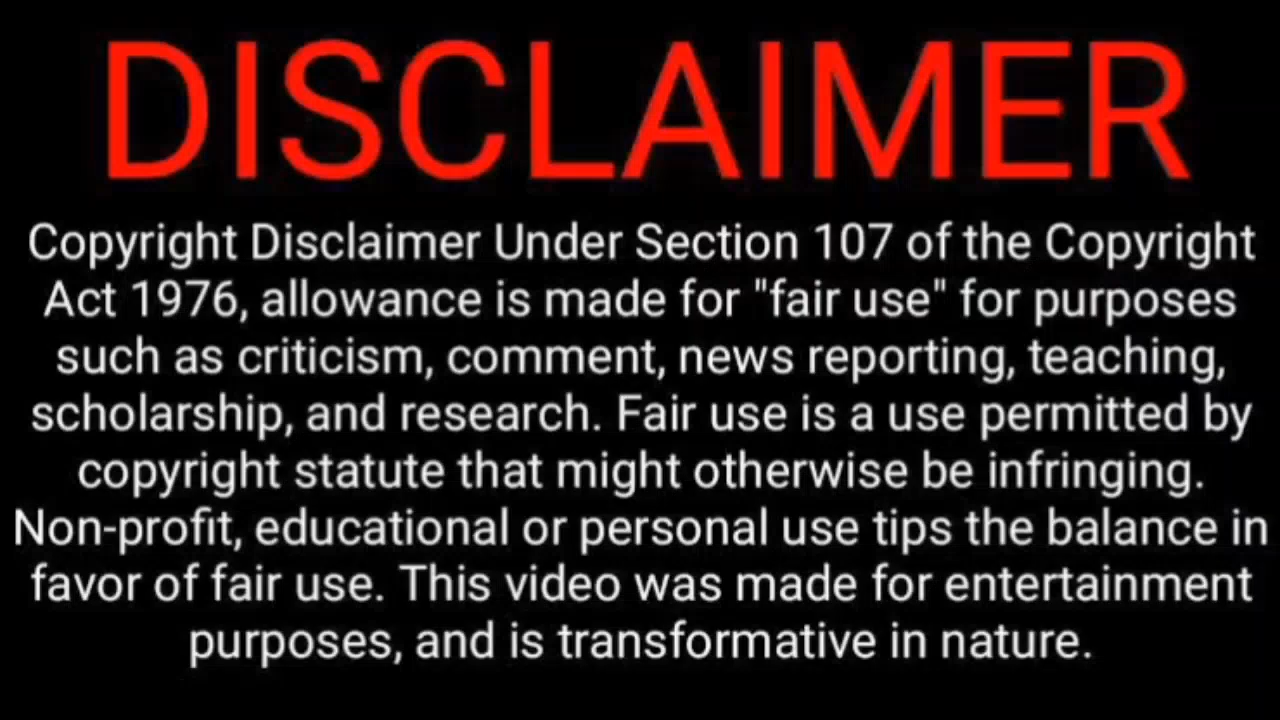 DISCLAIMER
Copyright Disclaimer Under Section 107 of the Copyright
Act 1976, allowance is made for "fair use" for purposes
such as criticism, comment, news reporting, teaching,
scholarship, and research. Fair use is a use permitted by
copyright statute that might otherwise be infringing.
Non-profit, educational or personal use tips the balance in
favor of fair use. This video was made for entertainment
purposes, and is transformative in nature.